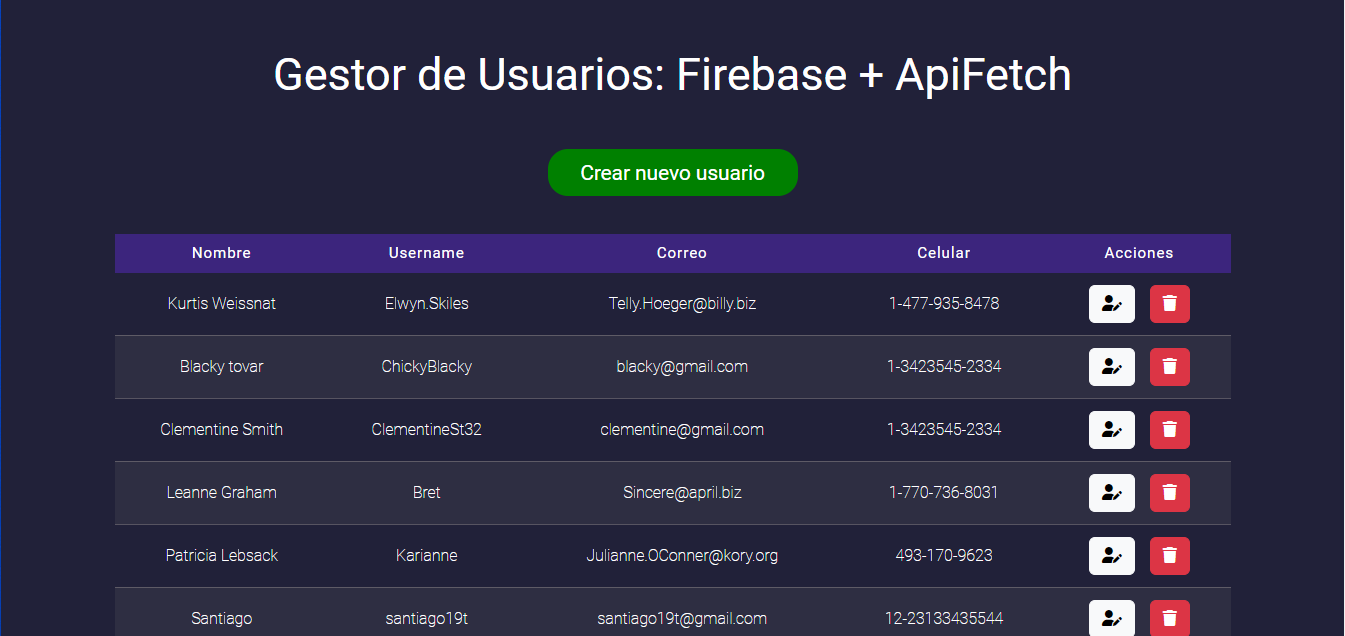 Gestor de Usuarios: Firebase + ApiFetch
Crear nuevo usuario
Nombre Username Correo Celular Acciones
Kurtis Weissnat Elwyn.Skiles Telly.Hoeger@billy.biz 1-477-935-8478
Blacky tovar ChickyBlacky blacky@gmail.com 1-3423545-2334
Clementine Smith ClementineSt32 clementine@gmail.com 1-3423545-2334
Leanne Graham Bret Sincere@april.biz 1-770-736-8031
Patricia Lebsack Karianne Julianne.OConner@kory.org 493-170-9623
Santiago santiago19t santiago19t@gmail.com 12-23133435544